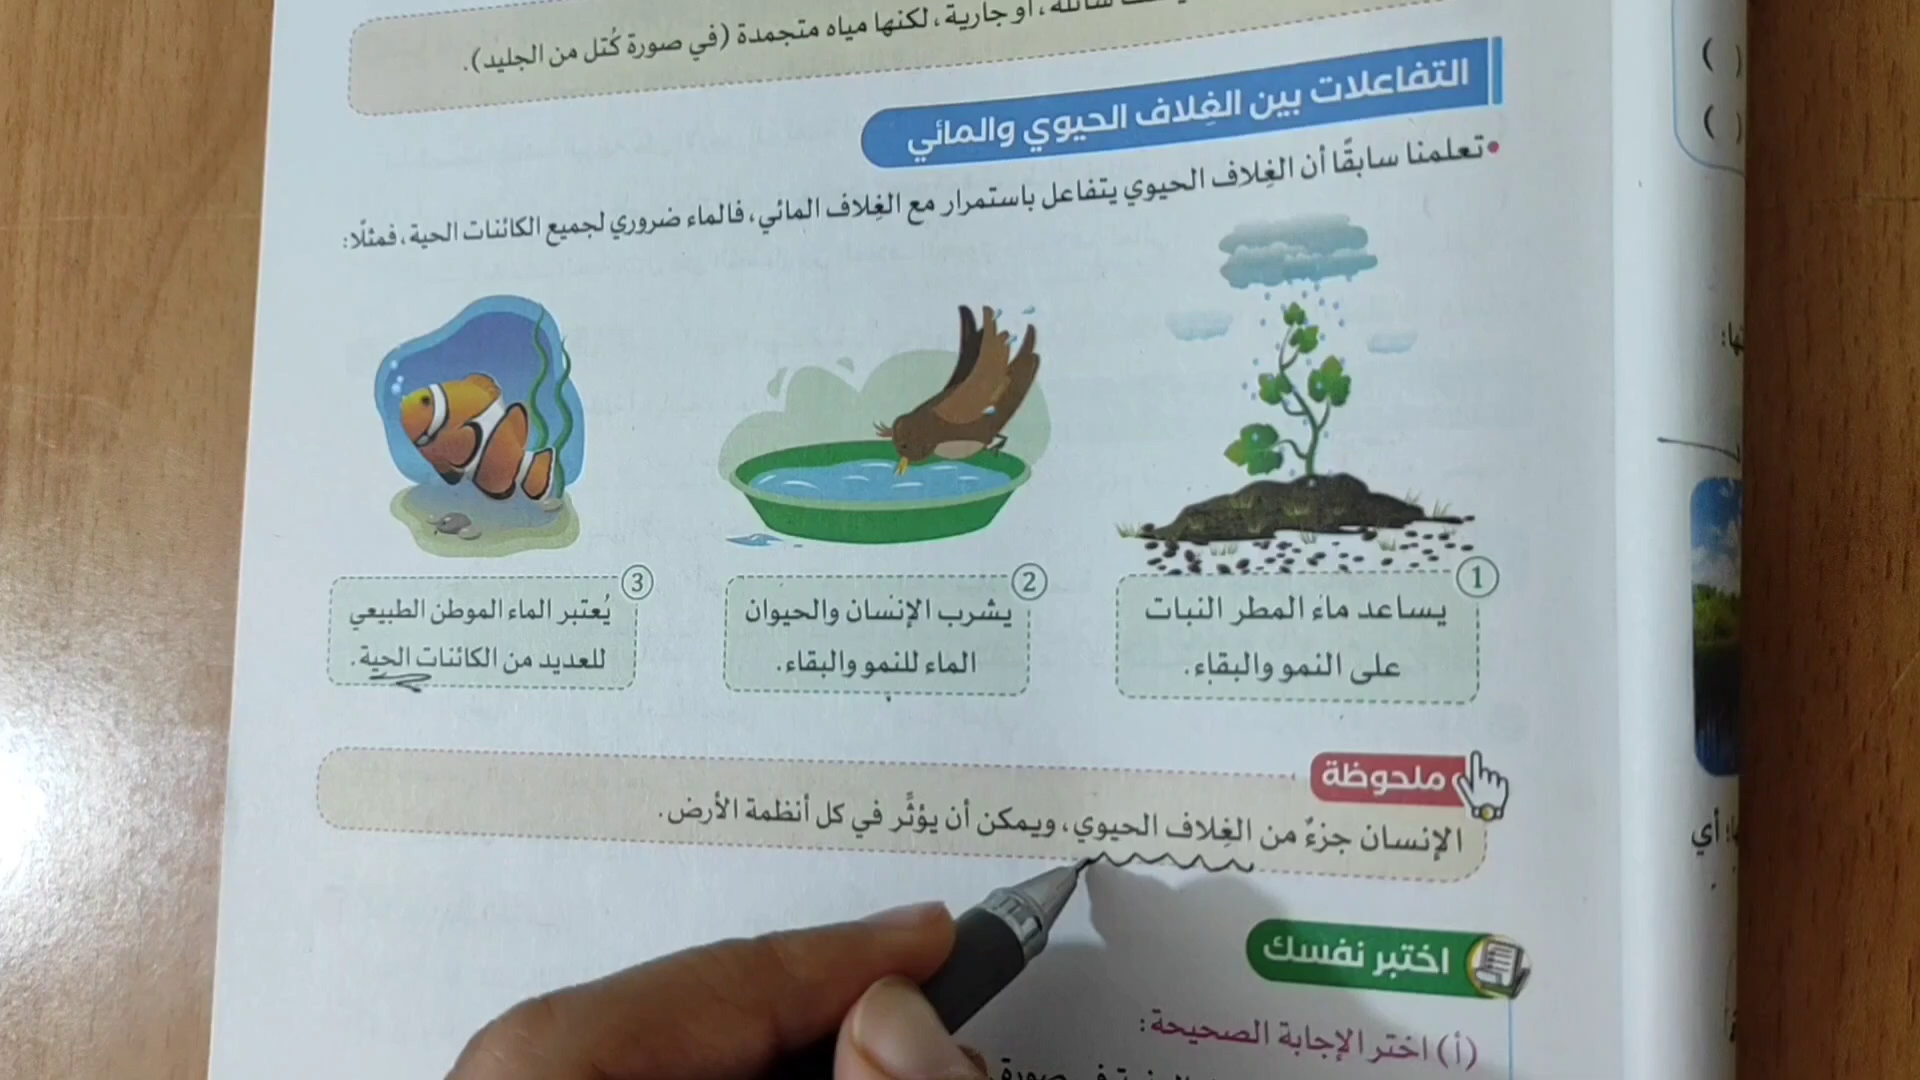 أو جارية، لكنها مياه متجمدة (في صورة كُتل من الجليد).
التفاعلات بين الغِلاف الحيوي والمائي
•تعلمنا سابقًا أن الغِلاف الحيوي يتفاعل باستمرار مع الغِلاف المائي، فالماء ضروري لجميع الكائنات الحية، فمثلًا:
1
يساعد ماء المطر النبات
على النمو والبقاء.
2
يشرب الإنسان والحيوان
الماء للنمو والبقاء.
3
يُعتبر الماء الموطن الطبيعي
للعديد من الكائنات الحية.
ملحوظة
الإنسان جزءٌ من الغِلاف الحيوي، ويمكن أن يؤثِّر في كل أنظمة الأرض.
اختبر نفسك
(أ) اختر الإجابة الصحيحة:
في صورة
أي